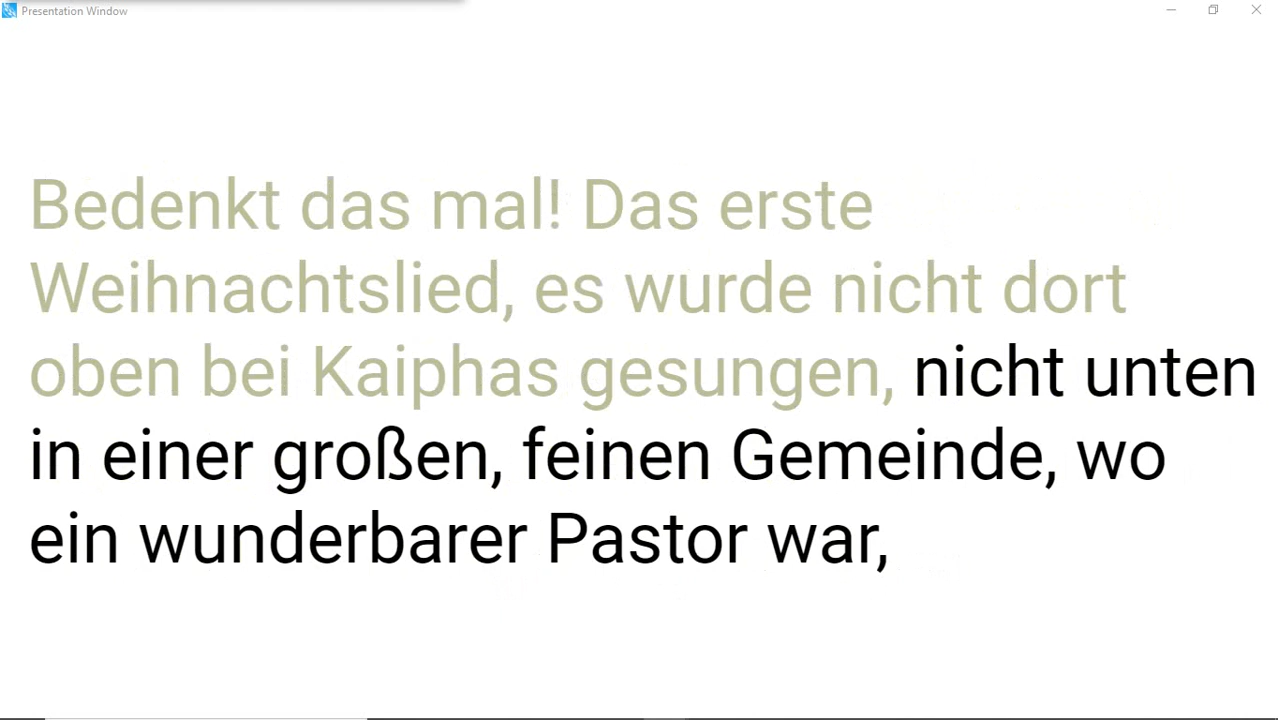 Presentation Window
Bedenkt das mal! Das erste
Weihnachtslied, es wurde nicht dort
oben bei Kaiphas gesungen, nicht unten
in einer großen, feinen Gemeinde, wo
ein wunderbarer Pastor war,